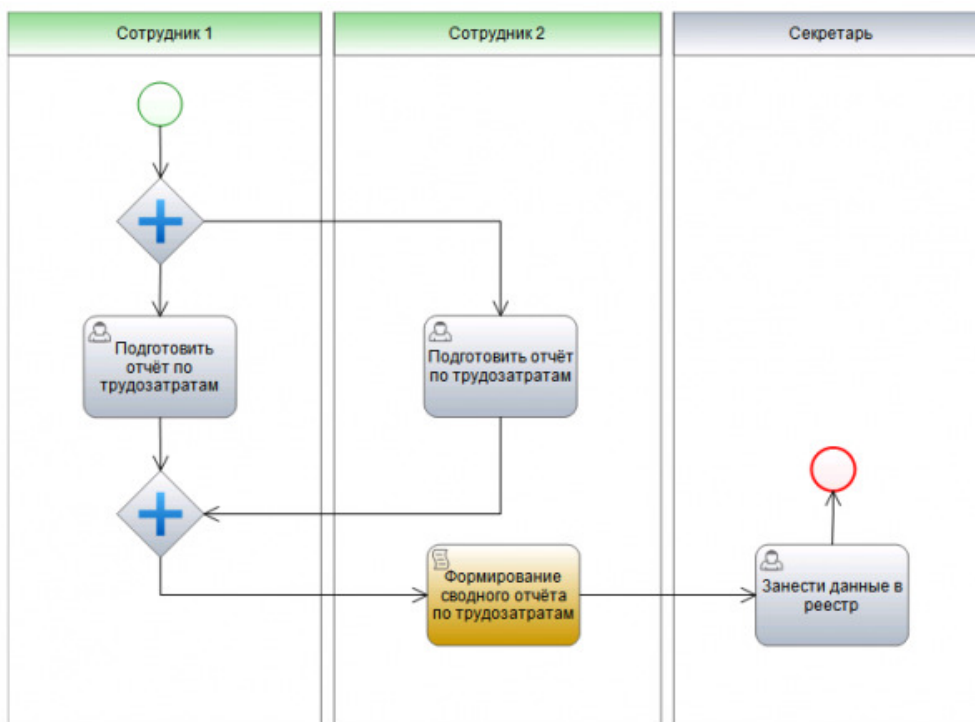 Сотрудник 1
Сотрудник 2
Секретарь
Подготовить
отчёт по
трудозатратам
Подготовить отчёт
по трудозатратам
Формирование
сводного отчёта
по трудозатратам
Занести данные в
реестр